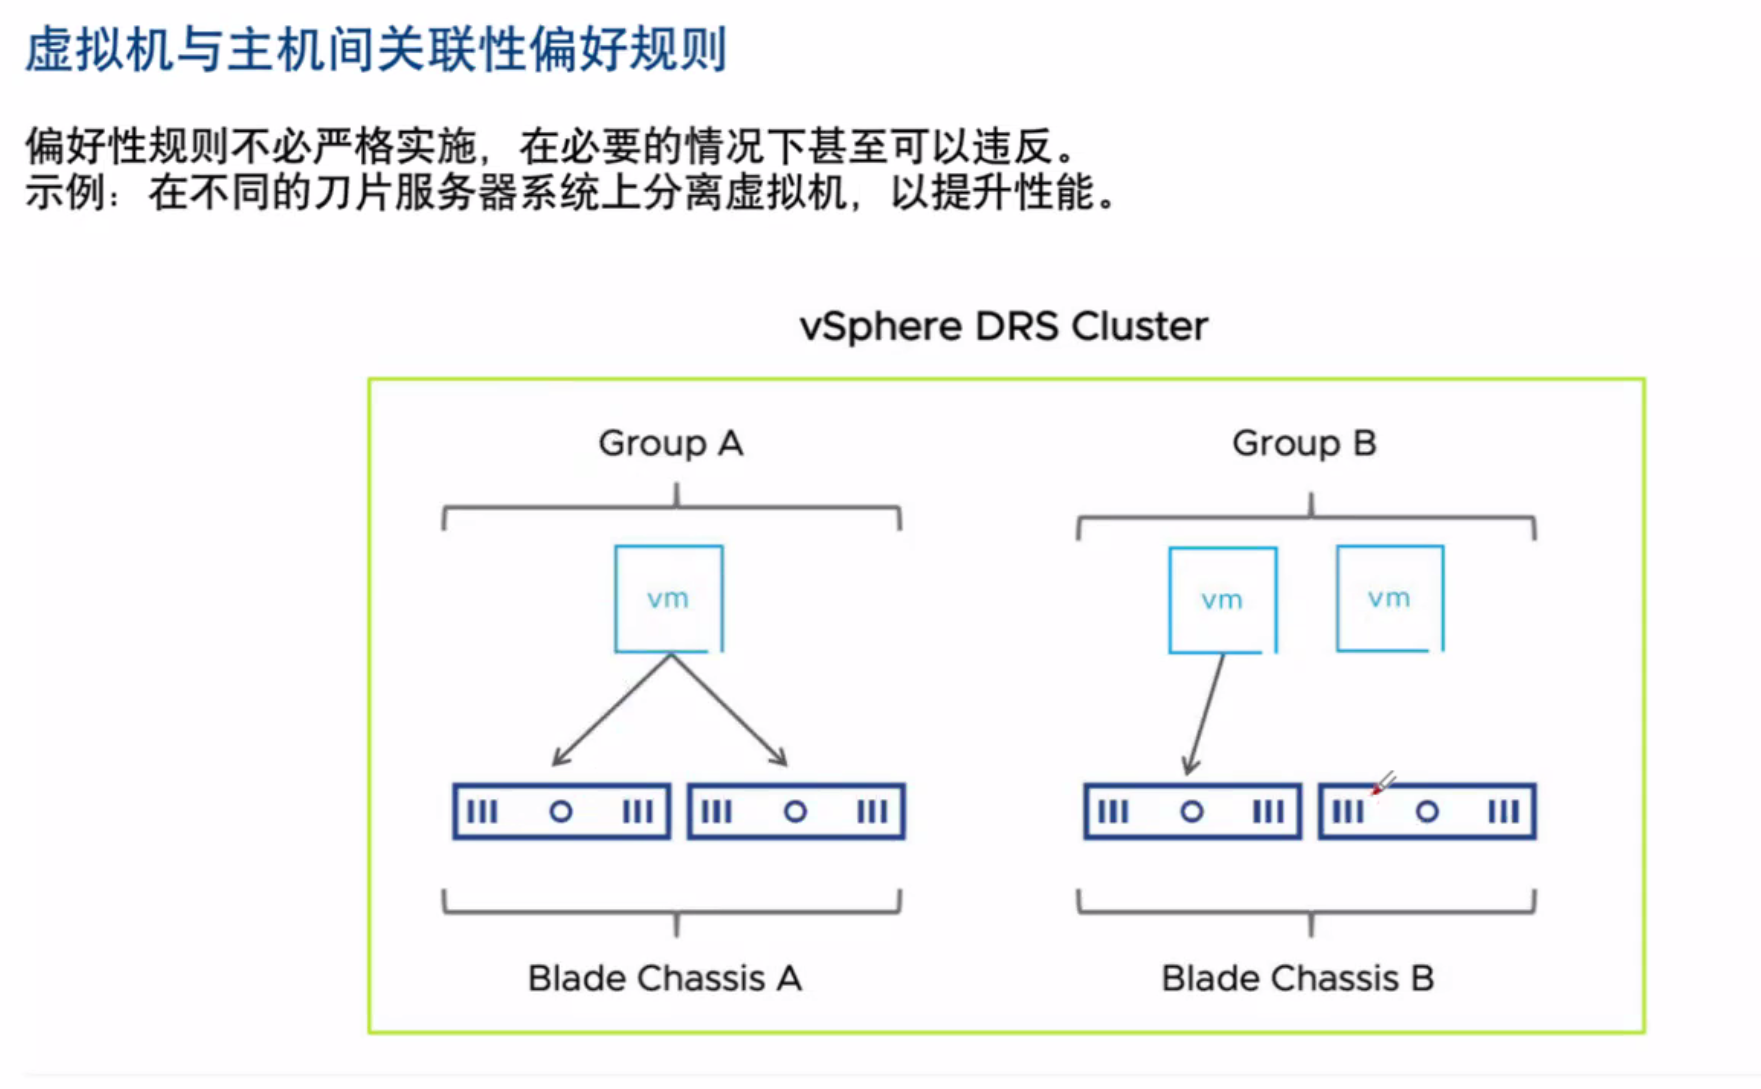 虚拟机与主机间关联性偏好规则
偏好性规则不必严格实施，在必要的情况下甚至可以违反。
示例：在不同的刀片服务器系统上分离虚拟机，以提升性能。
vSphere DRS Cluster
Group A
Group B
vm
vm
vm
Blade Chassis A
Blade Chassis B